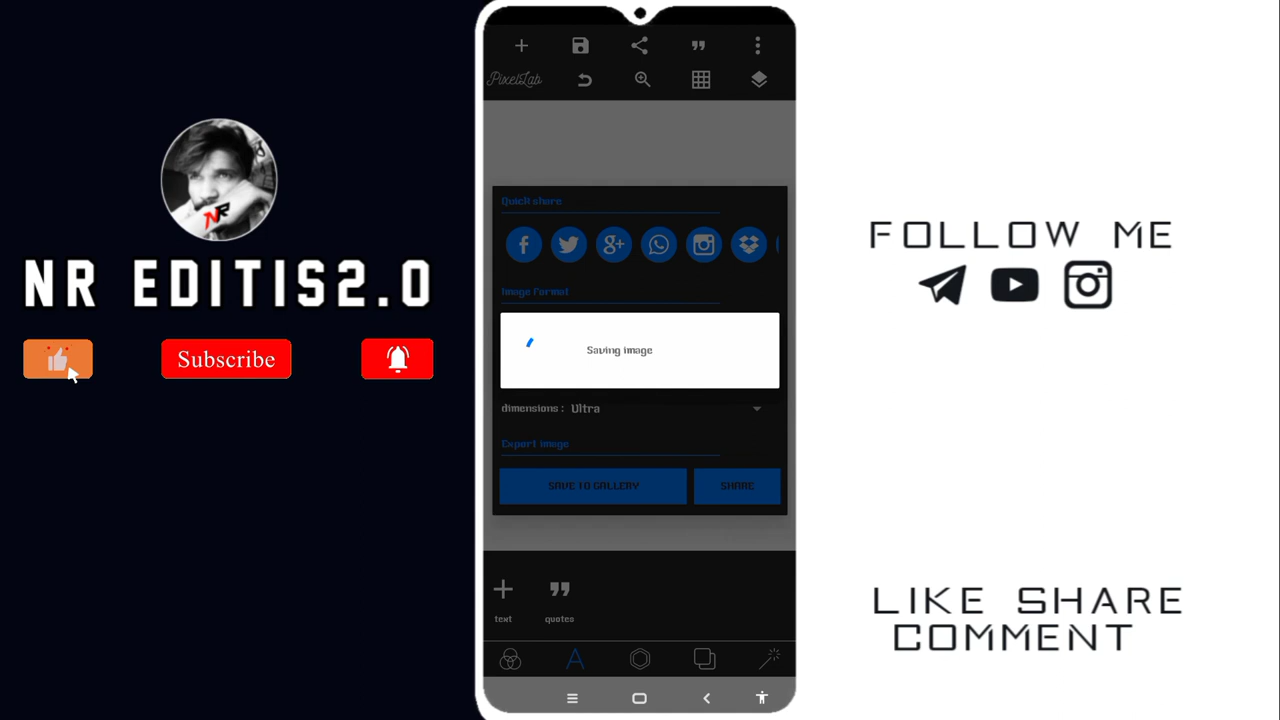 NR EDITIS2.0
Subscribe
PixelLab
Quick share
Image Format
Saving image
dimensions : Ultra
Export Image
SAVE TO GALLERY SHARE
text quotes
FOLLOW ME
LIKE SHARE
COMMENT
NR